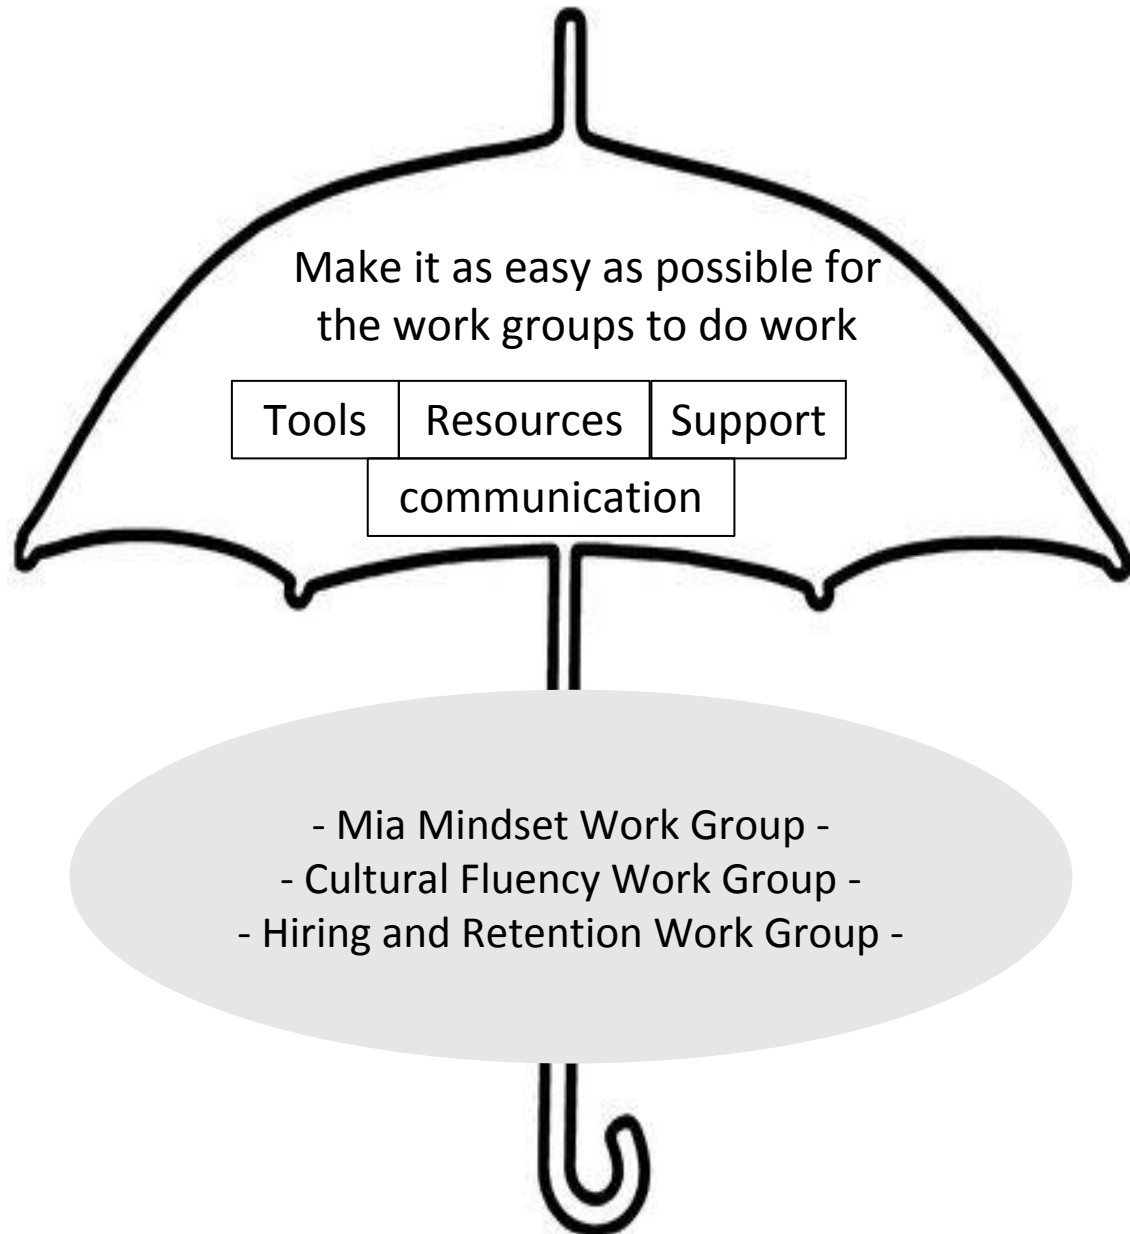 Make it as easy as possible for
the work groups to do work
Tools Resources Support
communication
- Mia Mindset Work Group -
- Cultural Fluency Work Group -
- Hiring and Retention Work Group -